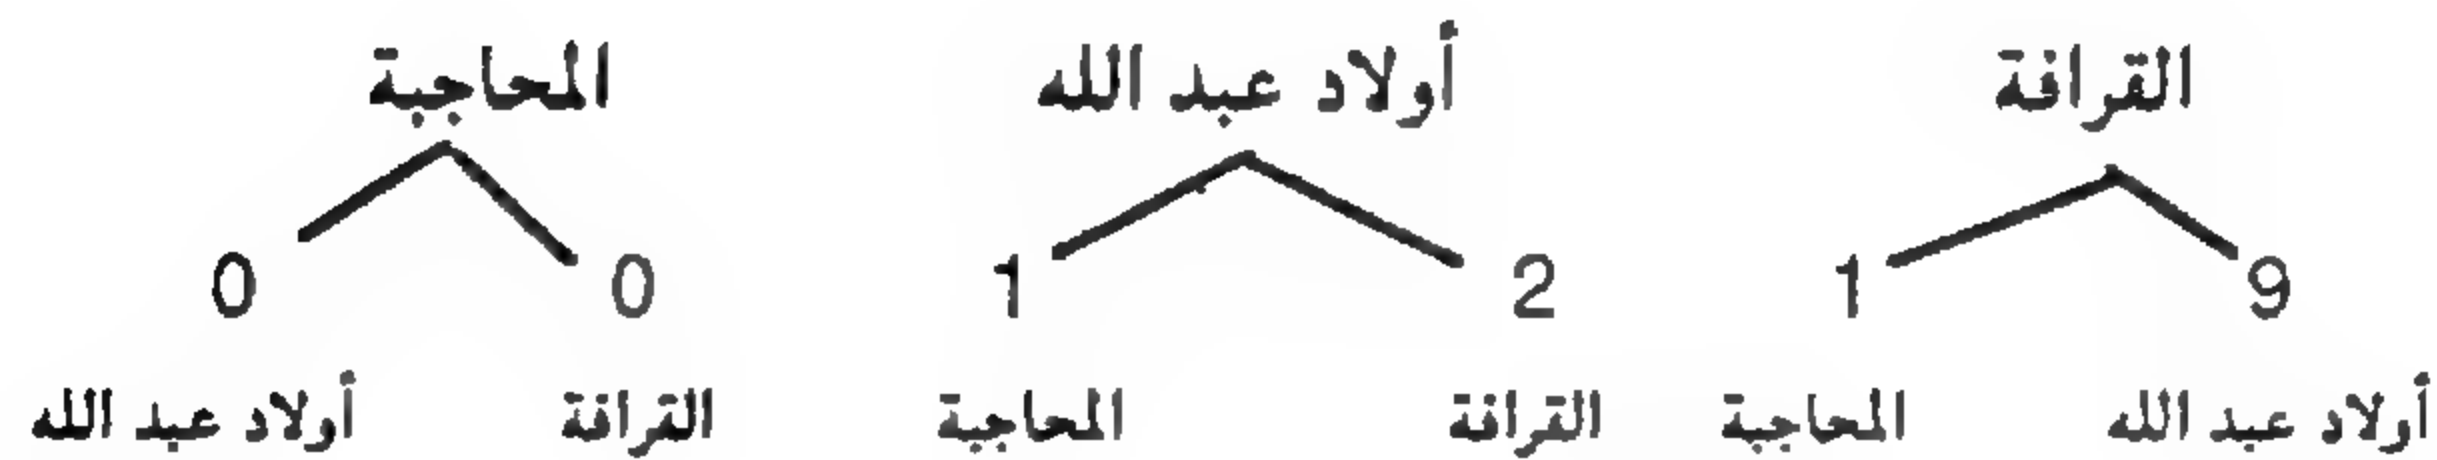 القرافة أولاد عبد الله المحاجبة
9 1 2 1 0 0
أولاد عبد الله المحاجبة القرافة المحاجبة القرافة أولاد عبد الله